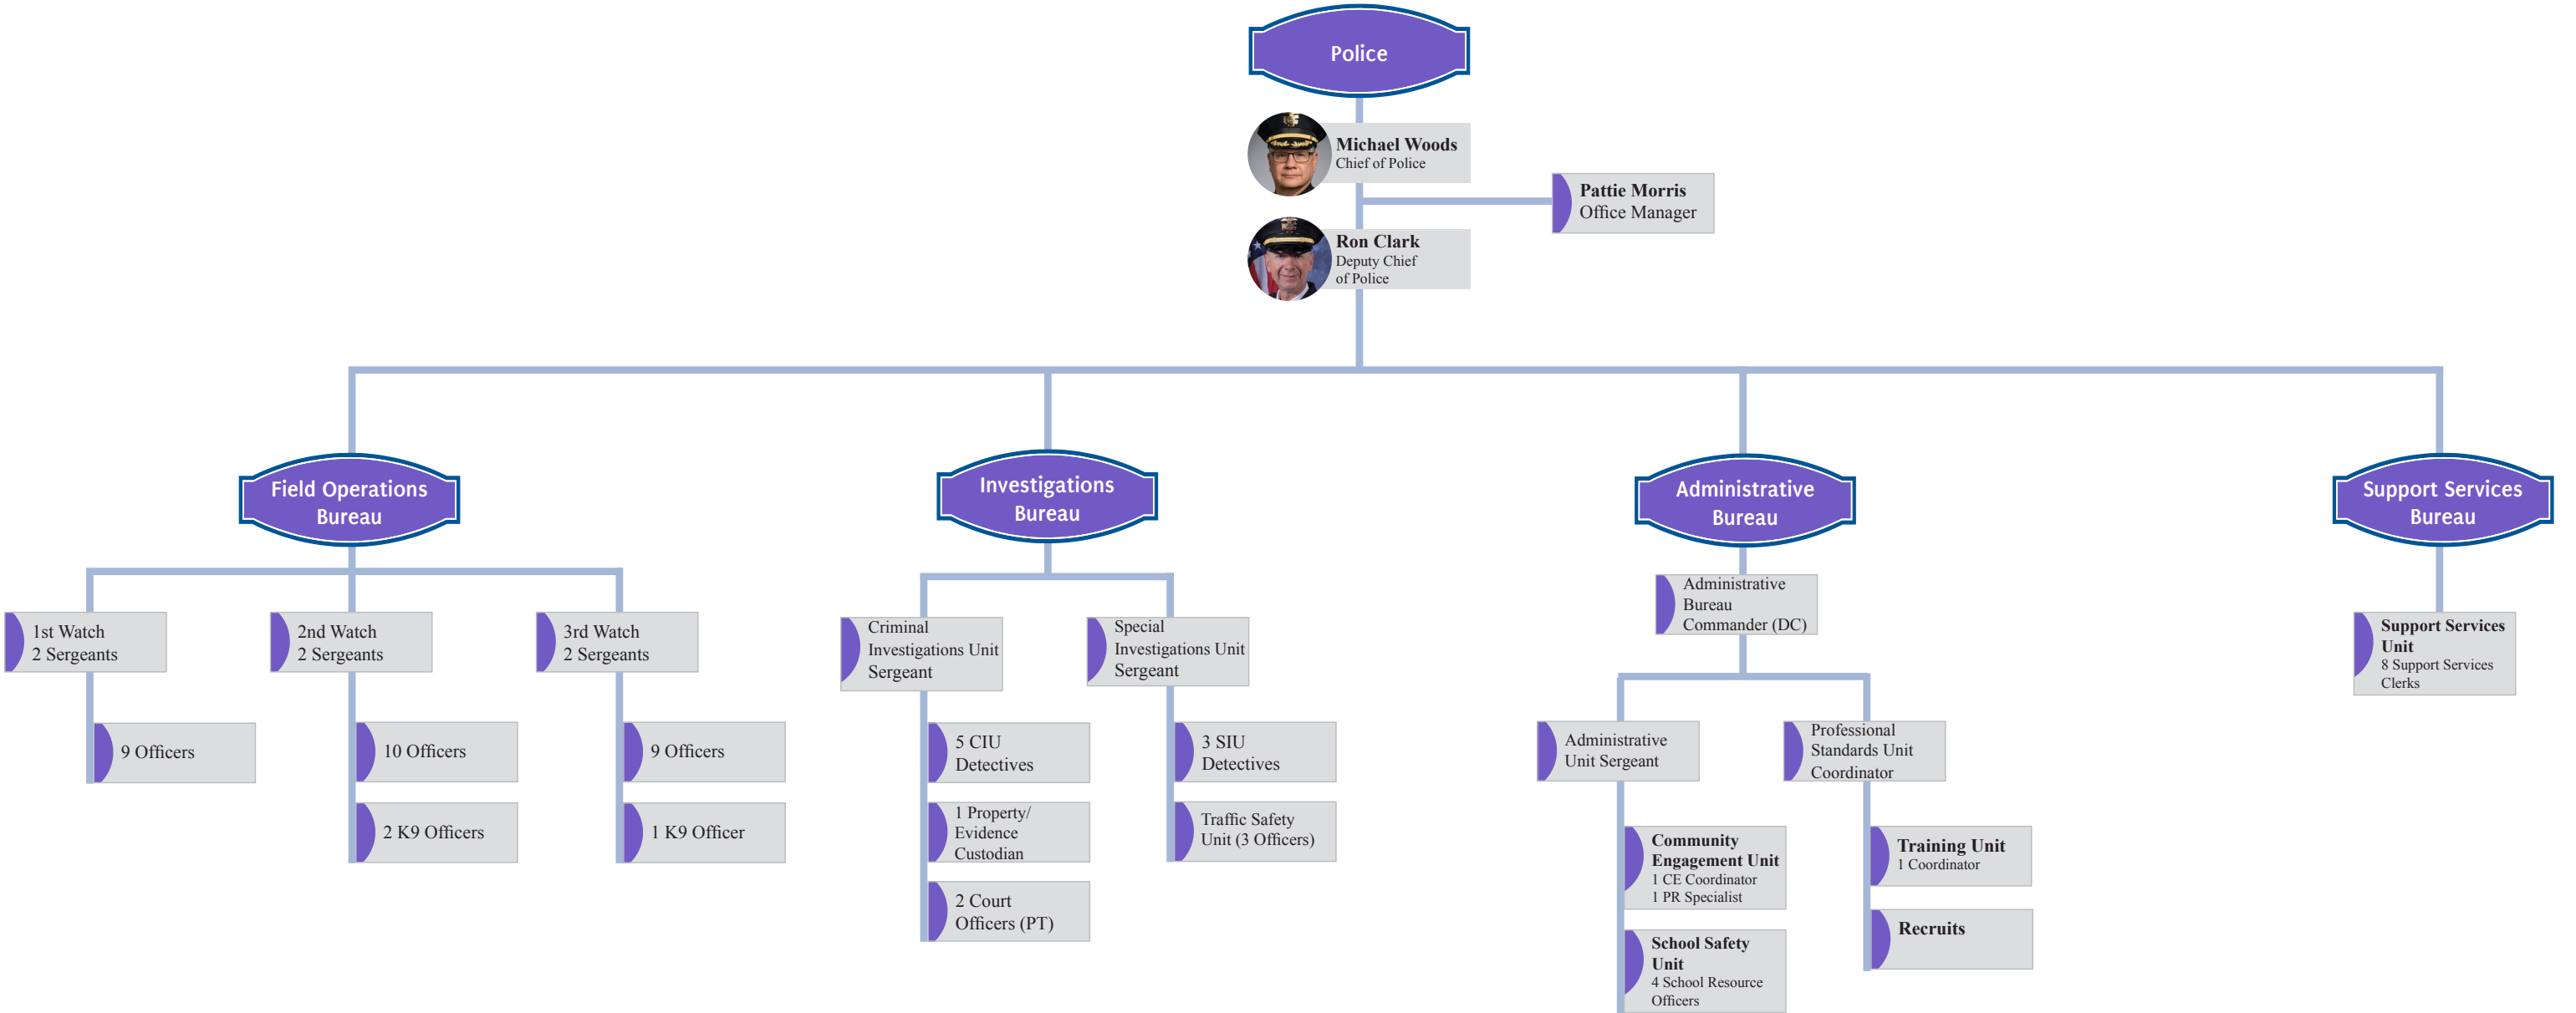 Police
Michael Woods
Chief of Police
Pattie Morris
Office Manager
Ron Clark
Deputy Chief
of Police
Field Operations
Bureau
1st Watch
2 Sergeants
9 Officers
2nd Watch
2 Sergeants
10 Officers
2 K9 Officers
3rd Watch
2 Sergeants
9 Officers
1 K9 Officer
Investigations
Bureau
Criminal
Investigations Unit
Sergeant
5 CIU
Detectives
1 Property/
Evidence
Custodian
2 Court
Officers (PT)
Special
Investigations Unit
Sergeant
3 SIU
Detectives
Traffic Safety
Unit (3 Officers)
Administrative
Bureau
Administrative
Bureau
Commander (DC)
Administrative
Unit Sergeant
Community
Engagement Unit
1 CE Coordinator
1 PR Specialist
School Safety
Unit
4 School Resource
Officers
Professional
Standards Unit
Coordinator
Training Unit
1 Coordinator
Recruits
Support Services
Bureau
Support Services
Unit
8 Support Services
Clerks